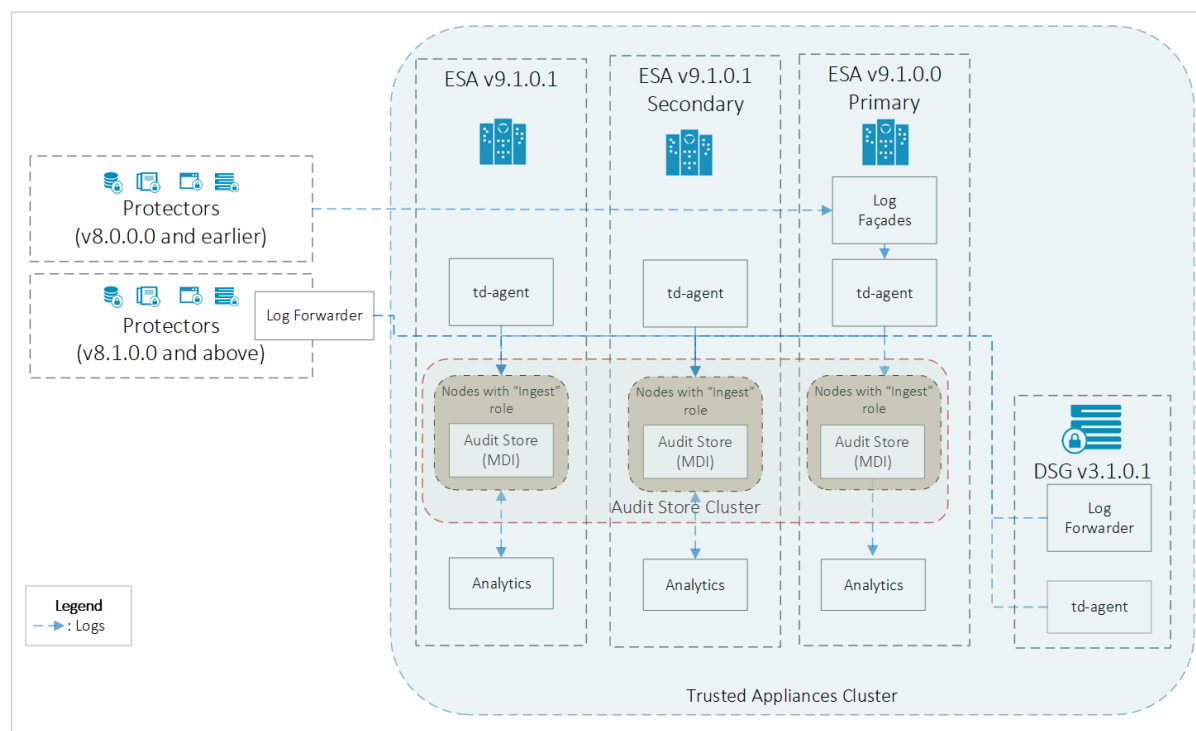 ESA v9.1.0.1
ESA v9.1.0.1
Secondary
ESA v9.1.0.0
Primary
Protectors
(v8.0.0.0 and earlier)
Log
Façades
Protectors
(v8.1.0.0 and above)
Log Forwarder
td-agent
td-agent
td-agent
Nodes with “Ingest”
role
Audit Store
(MDI)
Nodes with “Ingest”
role
Audit Store
(MDI)
Nodes with “Ingest”
role
Audit Store
(MDI)
Audit Store Cluster
DSG v3.1.0.1
Log
Forwarder
td-agent
Analytics
Analytics
Analytics
Legend
: Logs
Trusted Appliances Cluster